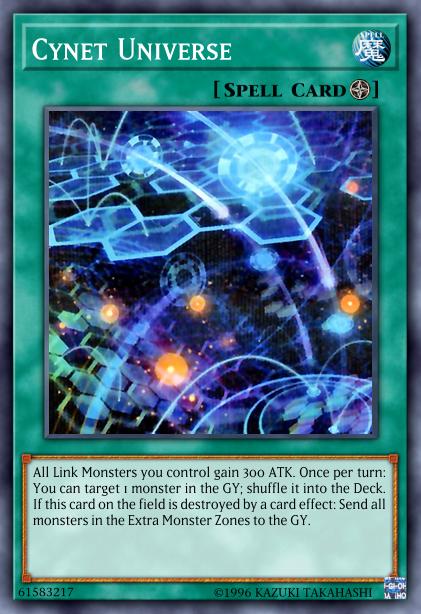 Cynet Universe
SPELL
魔
[Spell Card]
All Link Monsters you control gain 300 ATK. Once per turn:
You can target 1 monster in the GY; shuffle it into the Deck.
If this card on the field is destroyed by a card effect: Send all
monsters in the Extra Monster Zones to the GY.
61583217
©1996 KAZUKI TAKAHASHI